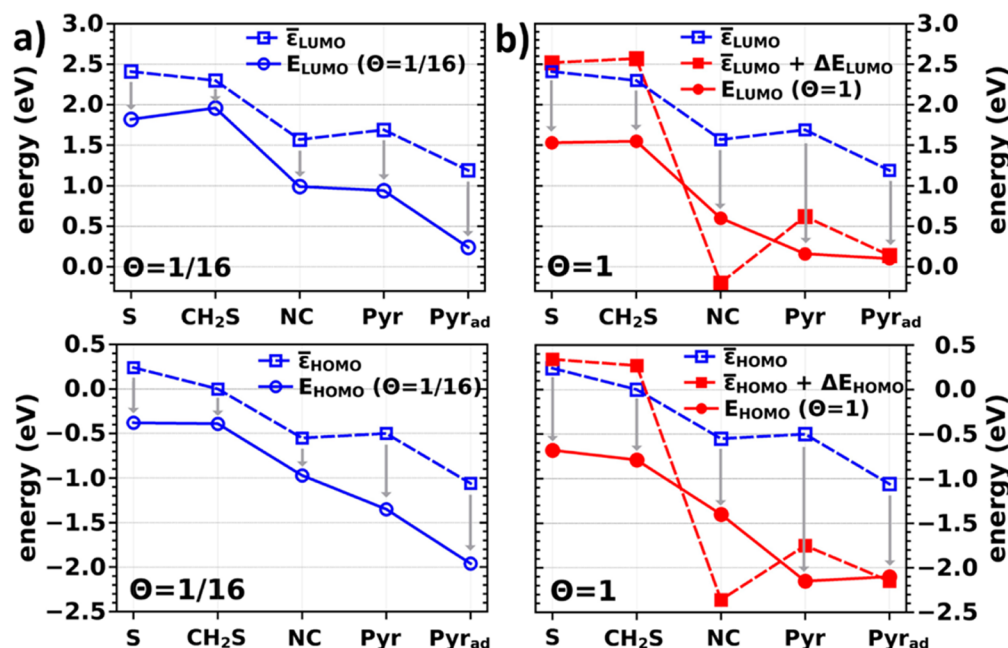 a)
energy (eV)
3.0
2.5
2.0
1.5
1.0
0.5
0.0
ε̅LUMO
ELUMO (Θ=1/16)
Θ=1/16
S CH₂S NC Pyr Pyrad
b)
ε̅LUMO
ε̅LUMO + ΔELUMO
ELUMO (Θ=1)
Θ=1
3.0
2.5
2.0
1.5
1.0
0.5
0.0
energy (eV)
S CH₂S NC Pyr Pyrad
energy (eV)
0.5
0.0
−0.5
−1.0
−1.5
−2.0
−2.5
ε̅HOMO
EHOMO (Θ=1/16)
Θ=1/16
S CH₂S NC Pyr Pyrad
ε̅HOMO
ε̅HOMO + ΔEHOMO
EHOMO (Θ=1)
Θ=1
0.5
0.0
−0.5
−1.0
−1.5
−2.0
−2.5
energy (eV)
S CH₂S NC Pyr Pyrad